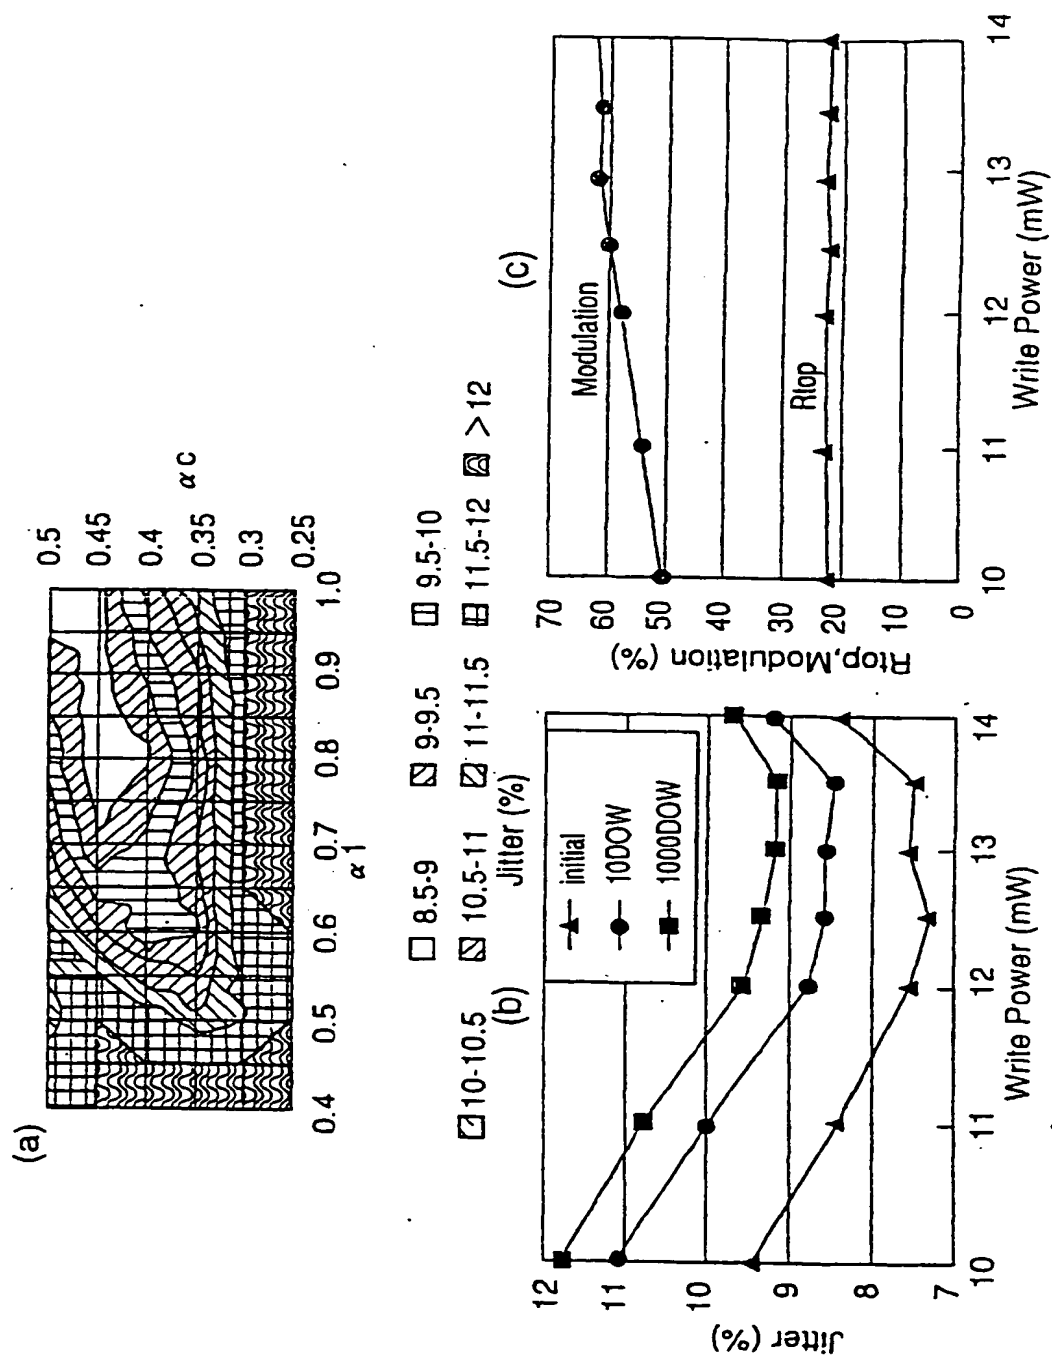 (a)
0.5
0.45
0.4
0.35
0.3
0.25
αc
0.4 0.5 0.6 0.7 0.8 0.9 1.0
α1
8.5-9 9-9.5 9.5-10
10-10.5 10.5-11 11-11.5 11.5-12 >12
Jitter (%)
(b)
12
11
10
9
8
7
Jitter (%)
initial
10DOW
1000DOW
10 11 12 13 14
Write Power (mW)
(c)
70
60
50
40
30
20
10
0
Rtop,Modulation (%)
Modulation
Rtop
10 11 12 13 14
Write Power (mW)